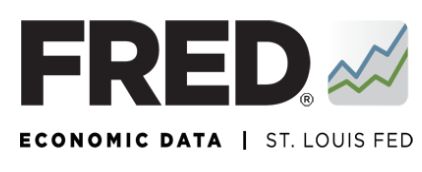 FRED®
ECONOMIC DATA | ST. LOUIS FED